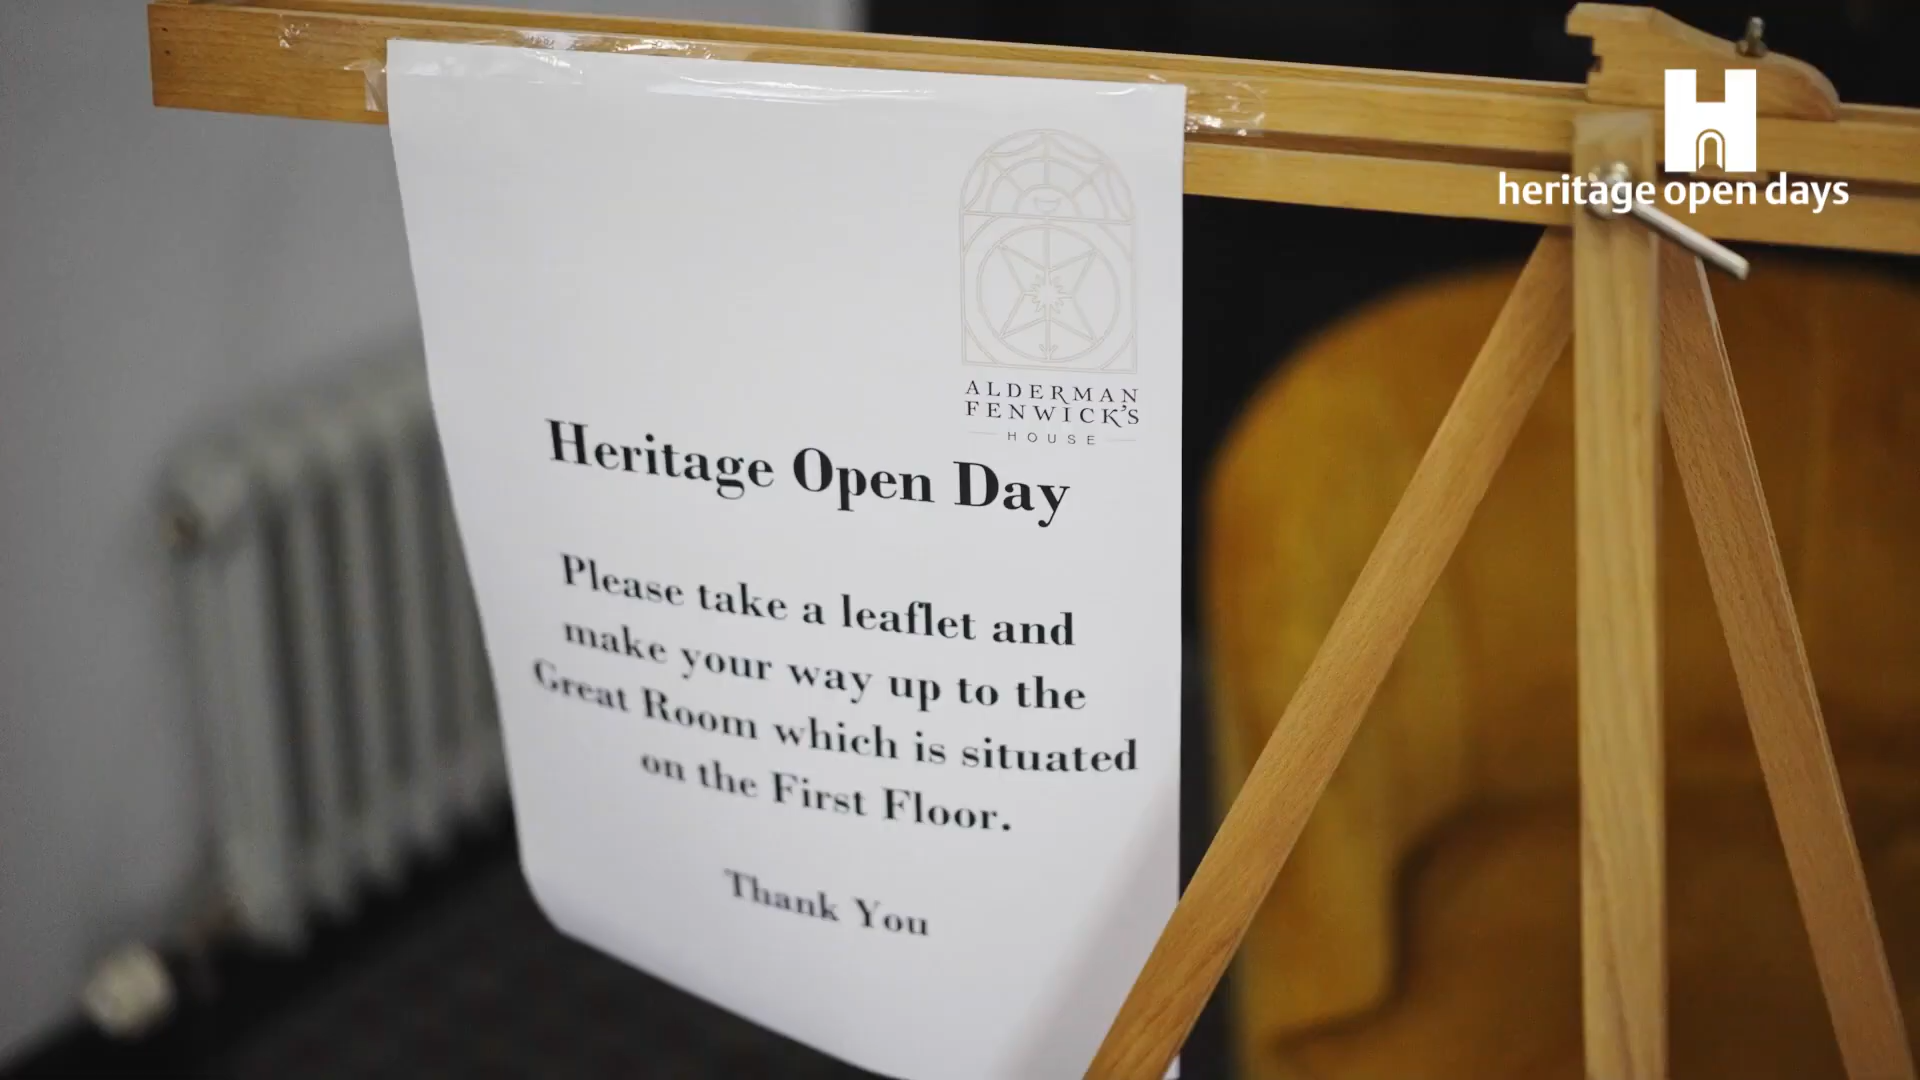 heritage open days
ALDERMAN
FENWICK'S
HOUSE
Heritage Open Day
Please take a leaflet and
make your way up to the
Great Room which is situated
on the First Floor.
Thank You